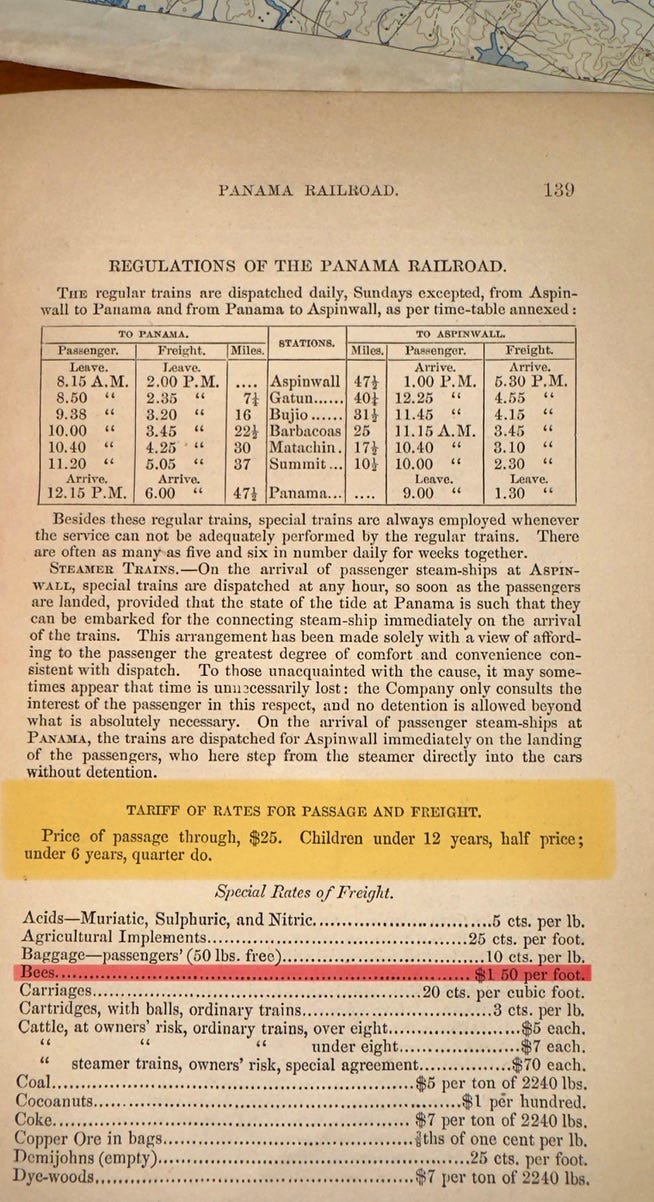 PANAMA RAILROAD. 139
REGULATIONS OF THE PANAMA RAILROAD.
THE regular trains are dispatched daily, Sundays excepted, from Aspin-
wall to Panama and from Panama to Aspinwall, as per time-table annexed:
TO PANAMA. STATIONS. TO ASPINWALL.
Passenger. Freight. Miles. Miles. Passenger. Freight.
Leave. Leave. Arrive. Arrive.
8.15 A.M. 2.00 P.M. .... Aspinwall 47½ 1.00 P.M. 5.30 P.M.
8.50 “ 2.35 “ 7½ Gatun...... 40¼ 12.25 “ 4.55 “
9.38 “ 3.20 “ 16 Bujio...... 31½ 11.45 “ 4.15 “
10.00 “ 3.45 “ 22½ Barbacoas 25 11.15 A.M. 3.45 “
10.40 “ 4.25 “ 30 Matachin. 17½ 10.40 “ 3.10 “
11.20 “ 5.05 “ 37 Summit... 10½ 10.00 “ 2.30 “
Arrive. Arrive. Leave. Leave.
12.15 P.M. 6.00 “ 47½ Panama... .... 9.00 “ 1.30 “
Besides these regular trains, special trains are always employed whenever
the service can not be adequately performed by the regular trains. There
are often as many as five and six in number daily for weeks together.
STEAMER TRAINS.—On the arrival of passenger steam-ships at ASPIN-
WALL, special trains are dispatched at any hour, so soon as the passengers
are landed, provided that the state of the tide at Panama is such that they
can be embarked for the connecting steam-ship immediately on the arrival
of the trains. This arrangement has been made solely with a view of afford-
ing to the passenger the greatest degree of comfort and convenience con-
sistent with dispatch. To those unacquainted with the cause, it may some-
times appear that time is unnecessarily lost: the Company only consults the
interest of the passenger in this respect, and no detention is allowed beyond
what is absolutely necessary. On the arrival of passenger steam-ships at
PANAMA, the trains are dispatched for Aspinwall immediately on the landing
of the passengers, who here step from the steamer directly into the cars
without detention.
TARIFF OF RATES FOR PASSAGE AND FREIGHT.
Price of passage through, $25. Children under 12 years, half price;
under 6 years, quarter do.
Special Rates of Freight.
Acids—Muriatic, Sulphuric, and Nitric............................5 cts. per lb.
Agricultural Implements..........................................25 cts. per foot.
Baggage—passengers’ (50 lbs. free)...............................10 cts. per lb.
Bees............................................................. $1 50 per foot.
Carriages........................................................20 cts. per cubic foot.
Cartridges, with balls, ordinary trains..........................3 cts. per lb.
Cattle, at owners’ risk, ordinary trains, over eight.....................$5 each.
“ “ “ under eight...................$7 each.
“ steamer trains, owners’ risk, special agreement..............$70 each.
Coal.............................................................$5 per ton of 2240 lbs.
Cocoanuts........................................................$1 per hundred.
Coke.............................................................$7 per ton of 2240 lbs.
Copper Ore in bags...............................................ths of one cent per lb.
Demijohns (empty)................................................25 cts. per foot.
Dye-woods........................................................$7 per ton of 2240 lbs.